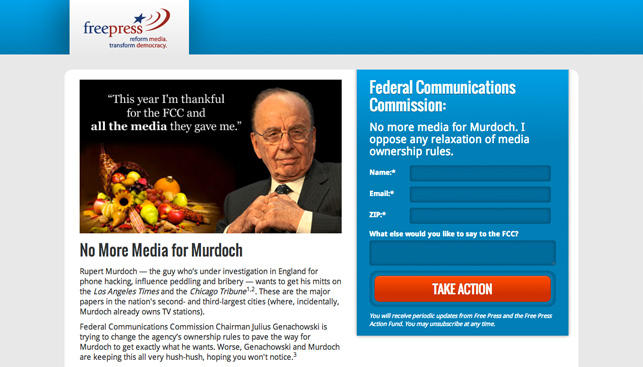 freepress
reform media.
transform democracy.
“This year I’m thankful
for the FCC and
all the media they gave me.”
No More Media for Murdoch
Rupert Murdoch — the guy who’s under investigation in England for
phone hacking, influence peddling and bribery — wants to get his mitts on
the Los Angeles Times and the Chicago Tribune1,2. These are the major
papers in the nation's second- and third-largest cities (where, incidentally,
Murdoch already owns TV stations).
Federal Communications Commission Chairman Julius Genachowski is
trying to change the agency’s ownership rules to pave the way for
Murdoch to get exactly what he wants. Worse, Genachowski and Murdoch
are keeping this all very hush-hush, hoping you won't notice.3
Federal Communications
Commission:
No more media for Murdoch. I
oppose any relaxation of media
ownership rules.
Name:*
Email:*
ZIP:*
What else would you like to say to the FCC?
TAKE ACTION
You will receive periodic updates from Free Press and the Free Press
Action Fund. You may unsubscribe at any time.